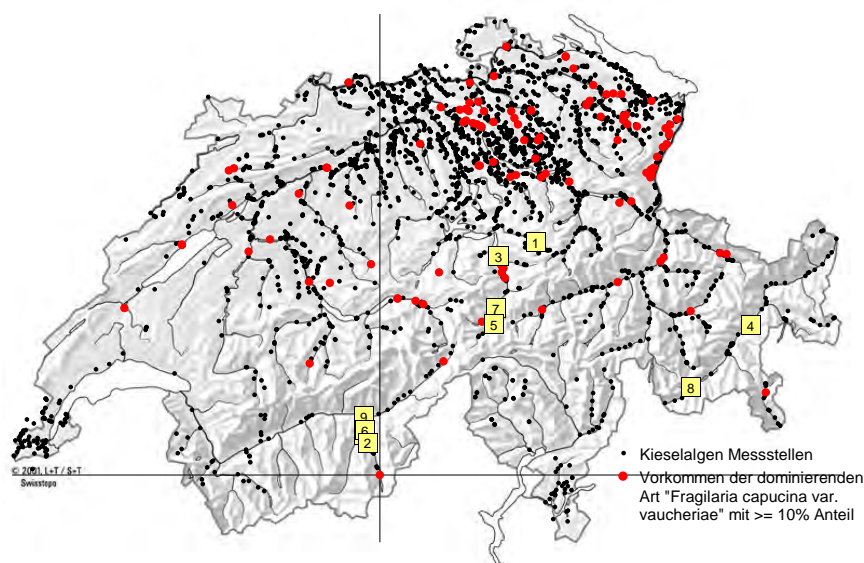 1
3
7
5
4
8
9
6
2
© 2001, L+T / S+T
Swisstopo
Kieselalgen Messstellen
Vorkommen der dominierenden
Art "Fragilaria capucina var.
vaucheriae" mit >= 10% Anteil